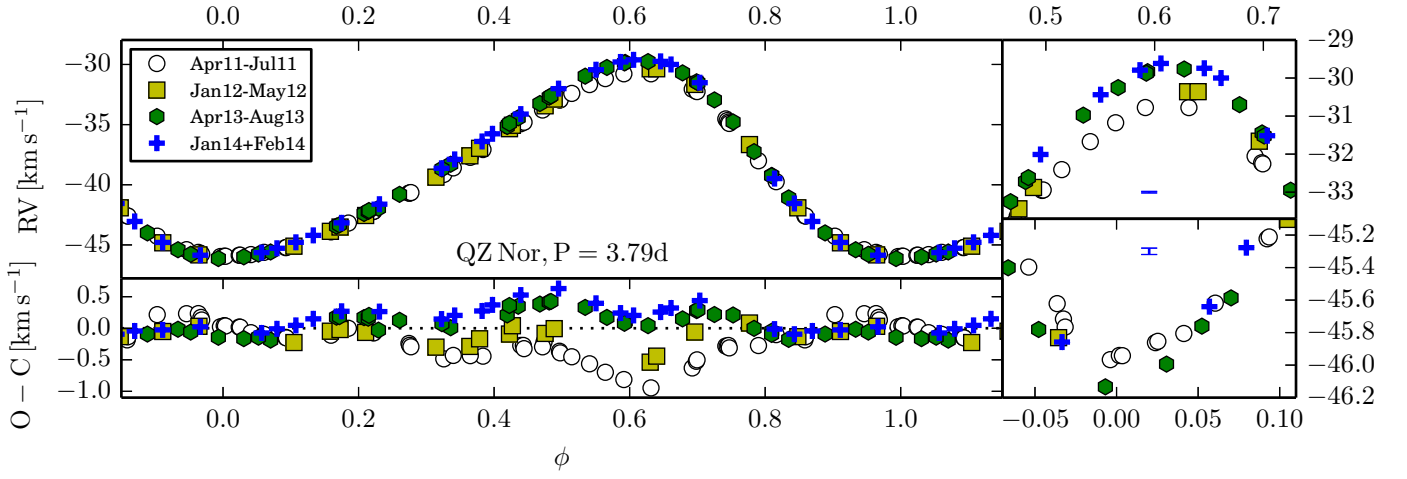 0.0 0.2 0.4 0.6 0.8 1.0 0.5 0.6 0.7
−30
−35
−40
−45
RV [km s−1]
Apr11-Jul11
Jan12-May12
Apr13-Aug13
Jan14+Feb14
QZ Nor, P = 3.79d
−29
−30
−31
−32
−33
0.5
0.0
−0.5
−1.0
O − C [km s−1]
−45.2
−45.4
−45.6
−45.8
−46.0
−46.2
0.0 0.2 0.4 0.6 0.8 1.0 −0.05 0.00 0.05 0.10
ϕ